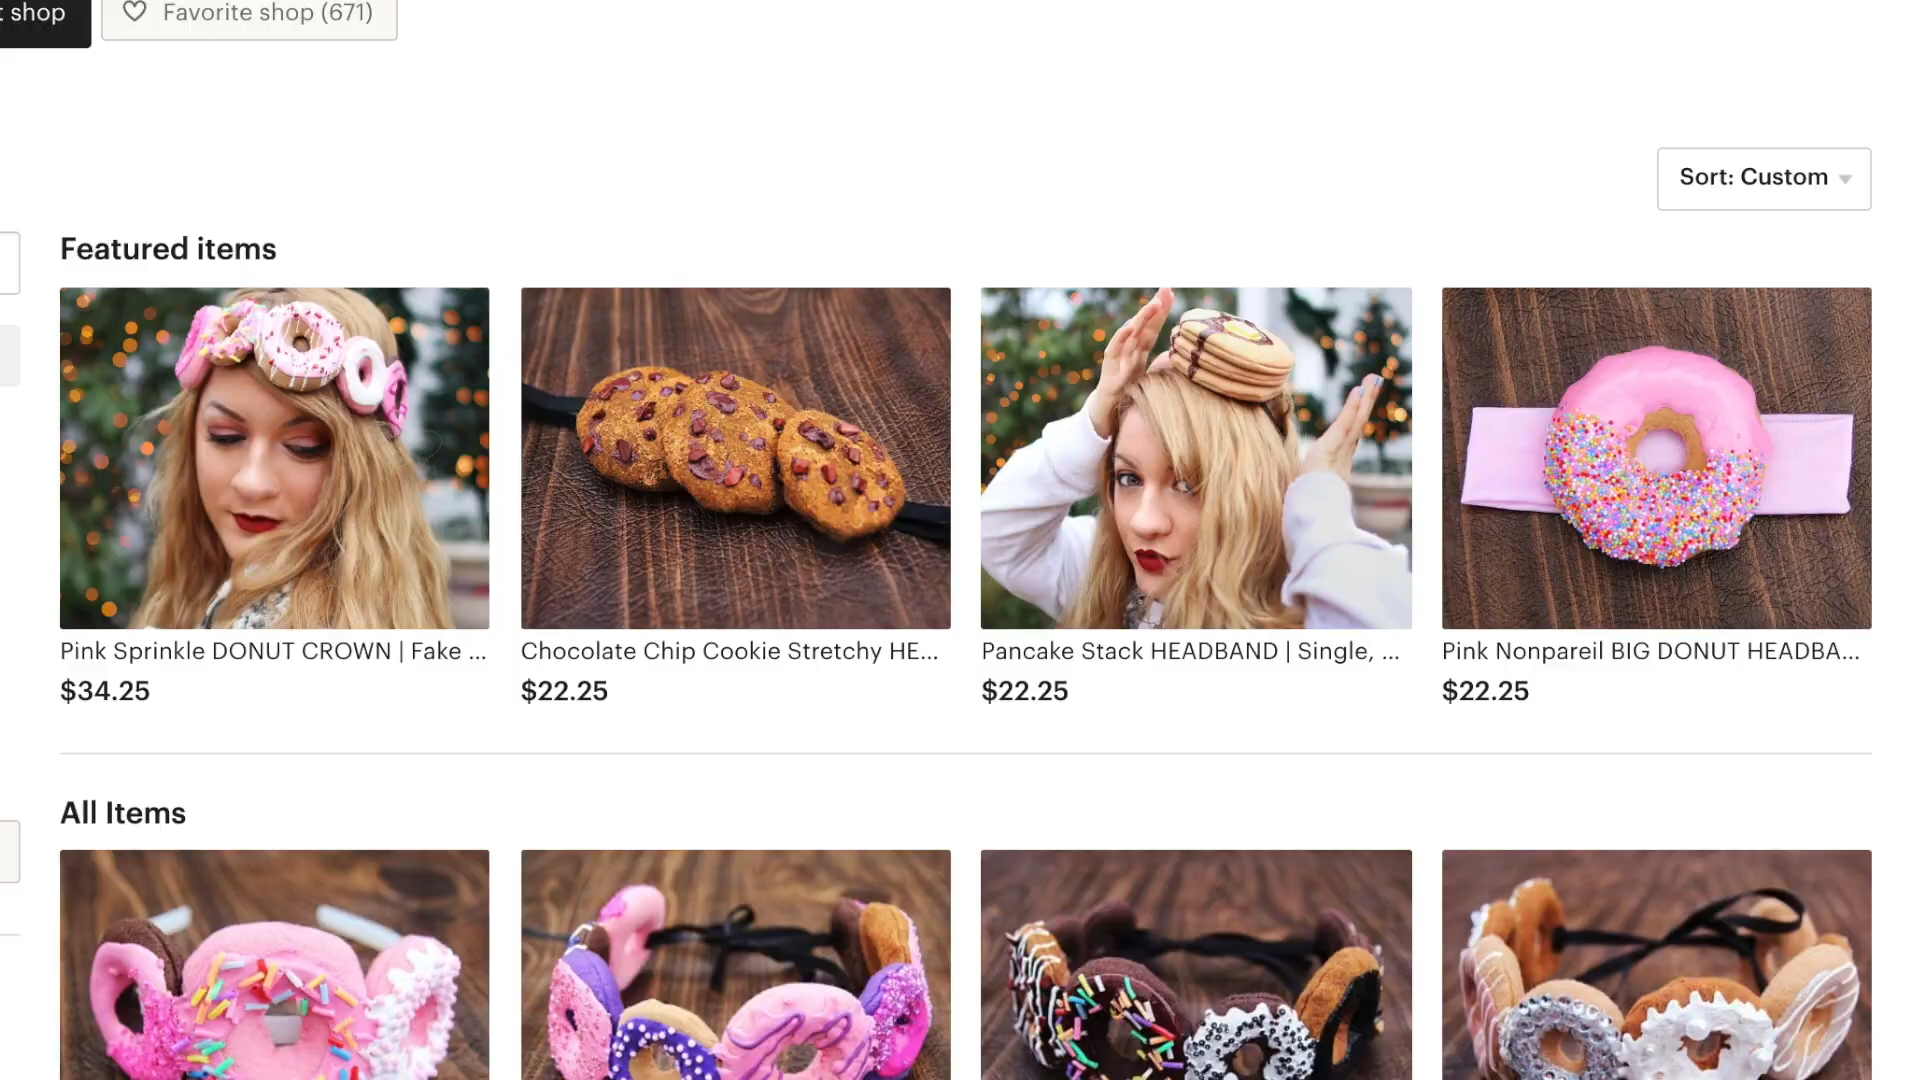 t shop
Favorite shop (671)
Sort: Custom
Featured items
Pink Sprinkle DONUT CROWN | Fake ...
$34.25
Chocolate Chip Cookie Stretchy HE...
$22.25
Pancake Stack HEADBAND | Single, ...
$22.25
Pink Nonpareil BIG DONUT HEADBA...
$22.25
All Items